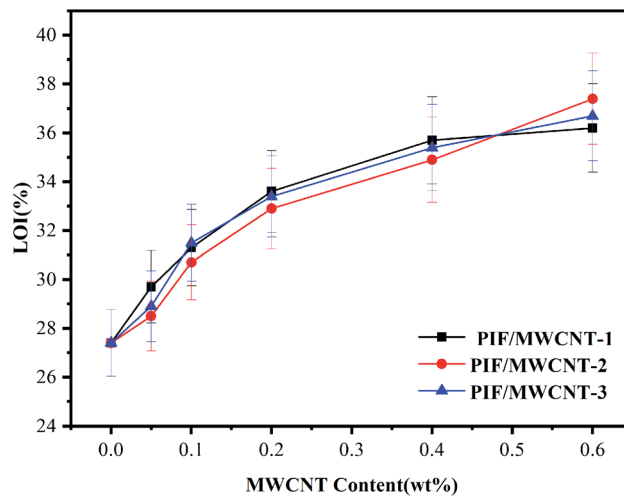 40
38
36
34
32
30
28
26
24
LOI(%)
PIF/MWCNT-1
PIF/MWCNT-2
PIF/MWCNT-3
0.0 0.1 0.2 0.3 0.4 0.5 0.6
MWCNT Content(wt%)